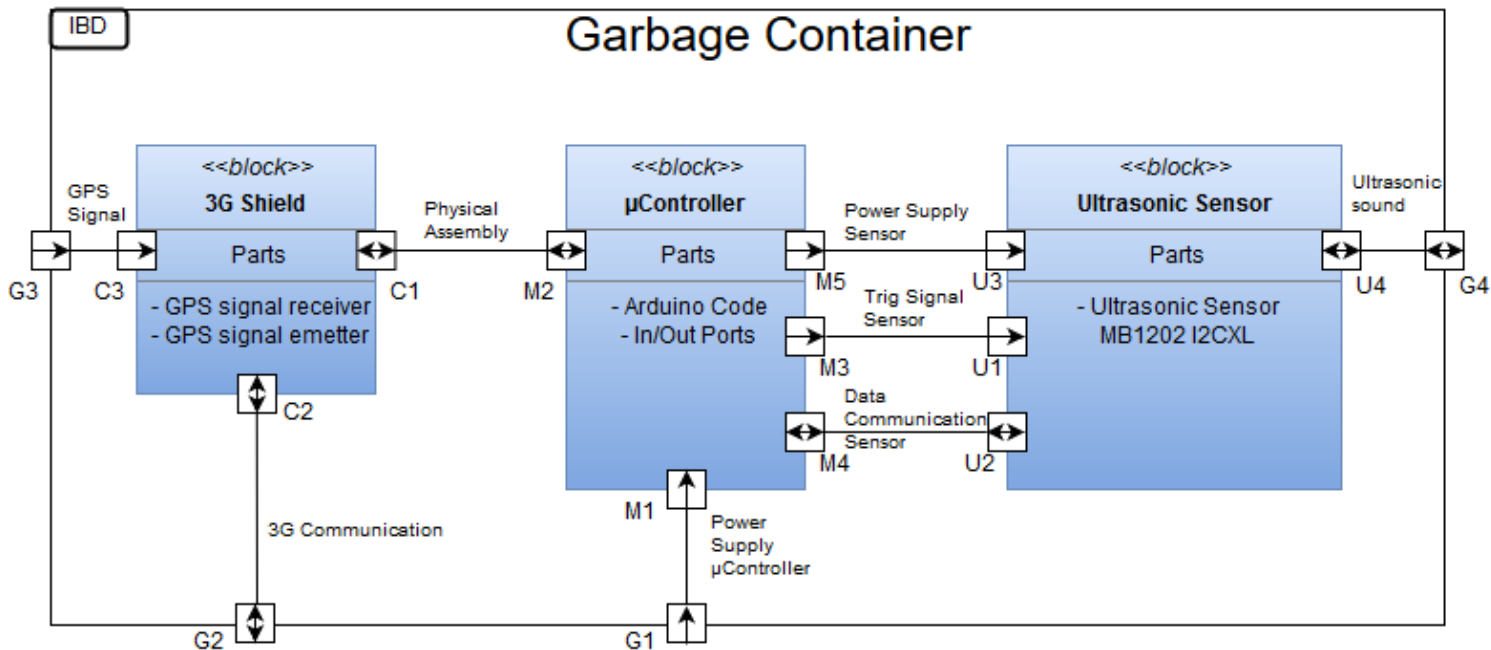 IBD
Garbage Container
<<block>>
3G Shield
Parts
- GPS signal receiver
- GPS signal emetter
<<block>>
µController
Parts
- Arduino Code
- In/Out Ports
<<block>>
Ultrasonic Sensor
Parts
- Ultrasonic Sensor
MB1202 I2CXL
GPS
Signal
G3
C3
C1
Physical
Assembly
M2
Power Supply
Sensor
M5
U3
Trig Signal
Sensor
M3
U1
Data
Communication
Sensor
M4
U2
Ultrasonic
sound
U4
G4
C2
3G Communication
G2
M1
Power
Supply
µController
G1